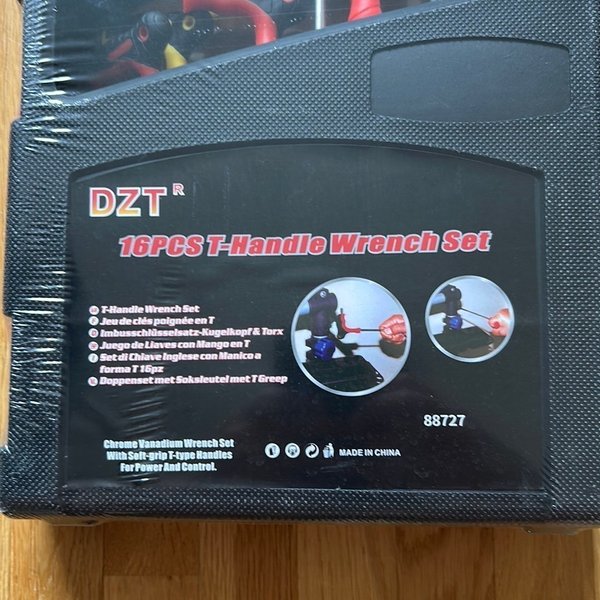 DZT R
16PCS T-Handle Wrench Set
T-Handle Wrench Set
Jeu de clés poignée en T
Imbusschlüsselsatz-Kugelkopf & Torx
Juego de Llaves con Mango en T
Set di Chiave Inglese con Manico a
forma T 16pz
Doppenset met Soksleutel met T Greep
88727
Chrome Vanadium Wrench Set
With Soft-grip T-type Handles
For Power And Control.
MADE IN CHINA